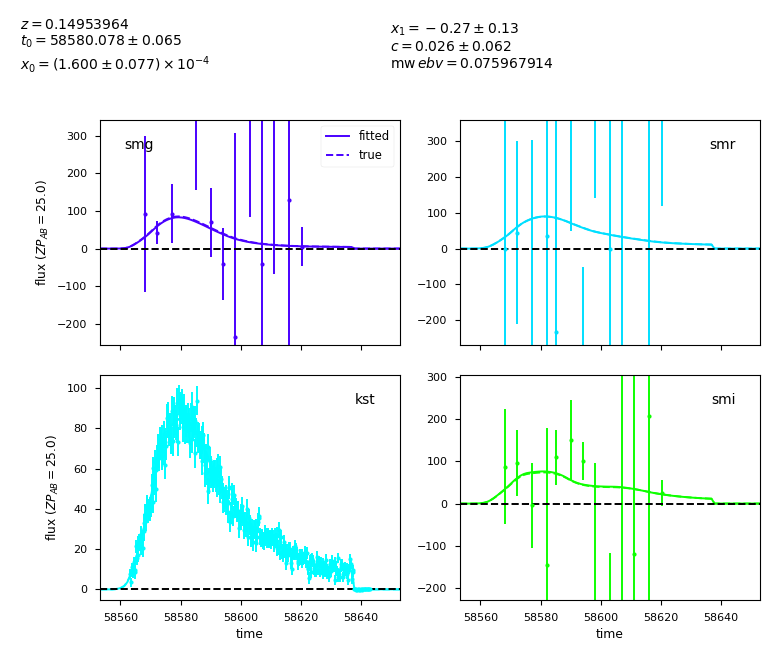 z = 0.14953964
t₀ = 58580.078 ± 0.065
x₀ = (1.600 ± 0.077) × 10⁻⁴
x₁ = −0.27 ± 0.13
c = 0.026 ± 0.062
mw ebv = 0.075967914
smg
fitted
true
300
200
100
0
−100
−200
flux (ZP_AB = 25.0)
smr
300
200
100
0
−100
−200
kst
100
80
60
40
20
0
flux (ZP_AB = 25.0)
58560 58580 58600 58620 58640
time
smi
300
200
100
0
−100
−200
58560 58580 58600 58620 58640
time